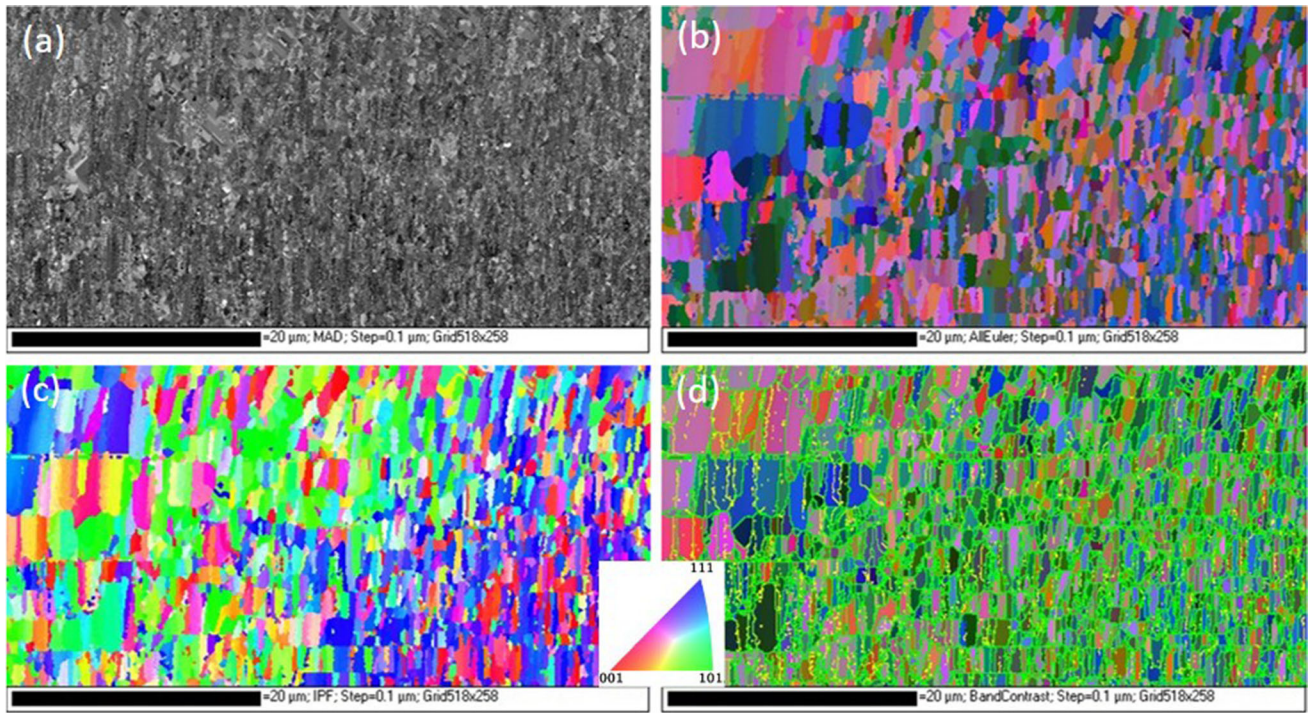 (a)
(b)
=20 µm; MAD; Step=0.1 µm; Grid518x258
=20 µm; AllEuler; Step=0.1 µm; Grid518x258
(c)
(d)
111
001
101
=20 µm; IPF; Step=0.1 µm; Grid518x258
=20 µm; BandContrast; Step=0.1 µm; Grid518x258